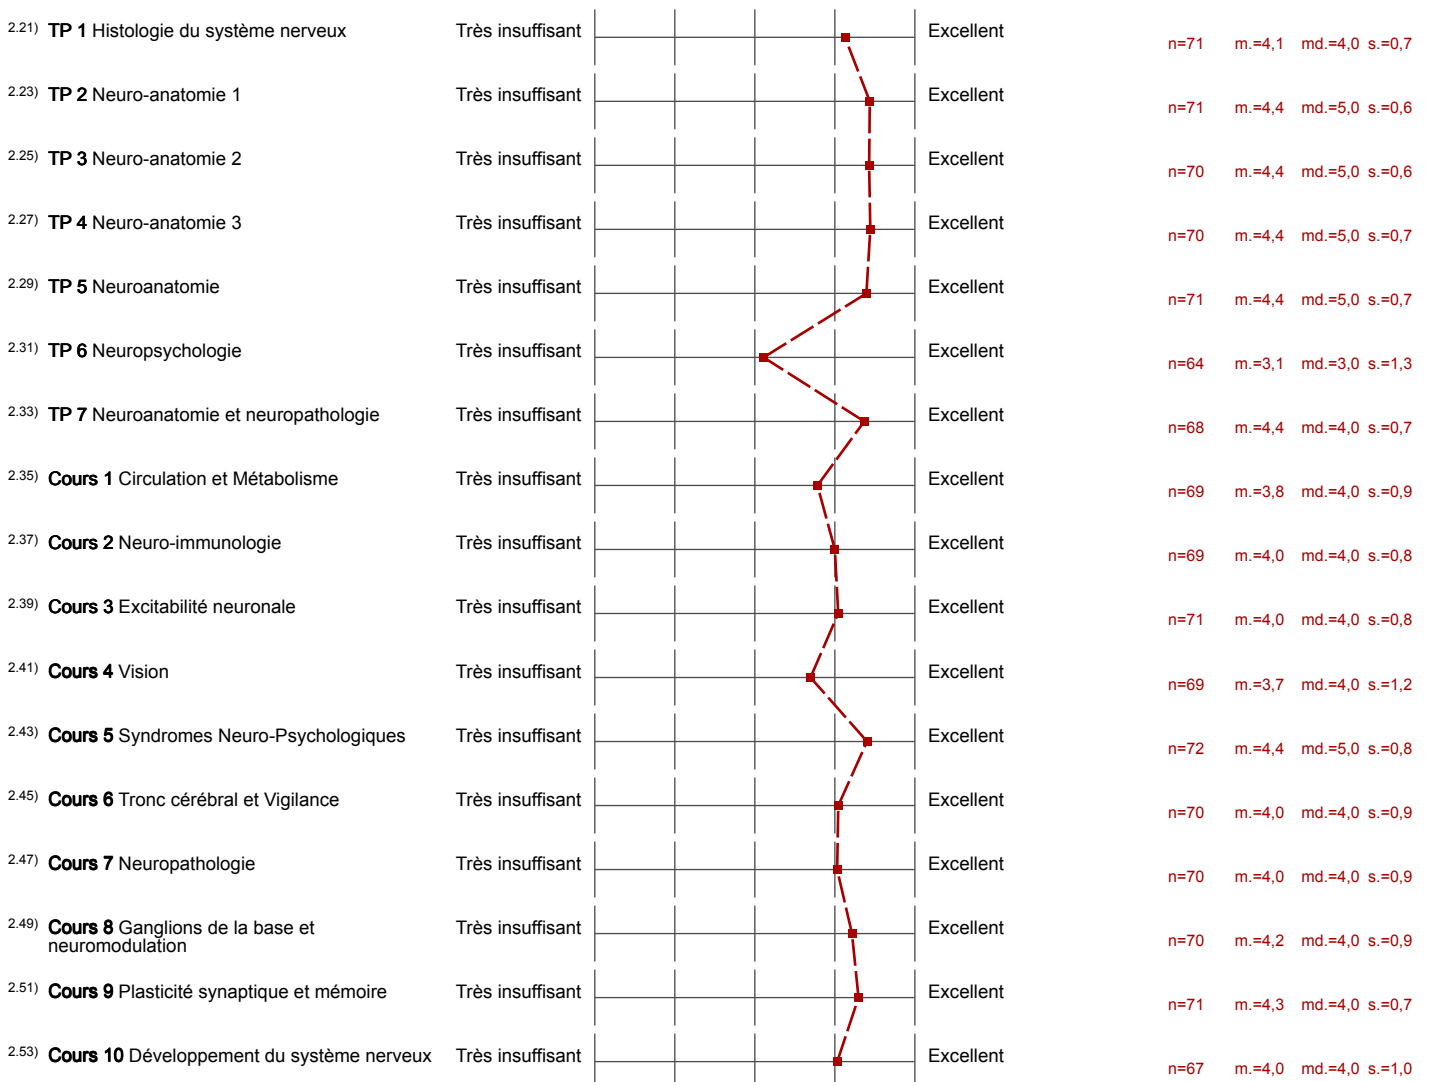 2.21) TP 1 Histologie du système nerveux Très insuffisant Excellent n=71 m.=4,1 md.=4,0 s.=0,7
2.23) TP 2 Neuro-anatomie 1 Très insuffisant Excellent n=71 m.=4,4 md.=5,0 s.=0,6
2.25) TP 3 Neuro-anatomie 2 Très insuffisant Excellent n=70 m.=4,4 md.=5,0 s.=0,6
2.27) TP 4 Neuro-anatomie 3 Très insuffisant Excellent n=70 m.=4,4 md.=5,0 s.=0,7
2.29) TP 5 Neuroanatomie Très insuffisant Excellent n=71 m.=4,4 md.=5,0 s.=0,7
2.31) TP 6 Neuropsychologie Très insuffisant Excellent n=64 m.=3,1 md.=3,0 s.=1,3
2.33) TP 7 Neuroanatomie et neuropathologie Très insuffisant Excellent n=68 m.=4,4 md.=4,0 s.=0,7
2.35) Cours 1 Circulation et Métabolisme Très insuffisant Excellent n=69 m.=3,8 md.=4,0 s.=0,9
2.37) Cours 2 Neuro-immunologie Très insuffisant Excellent n=69 m.=4,0 md.=4,0 s.=0,8
2.39) Cours 3 Excitabilité neuronale Très insuffisant Excellent n=71 m.=4,0 md.=4,0 s.=0,8
2.41) Cours 4 Vision Très insuffisant Excellent n=69 m.=3,7 md.=4,0 s.=1,2
2.43) Cours 5 Syndromes Neuro-Psychologiques Très insuffisant Excellent n=72 m.=4,4 md.=5,0 s.=0,8
2.45) Cours 6 Tronc cérébral et Vigilance Très insuffisant Excellent n=70 m.=4,0 md.=4,0 s.=0,9
2.47) Cours 7 Neuropathologie Très insuffisant Excellent n=70 m.=4,0 md.=4,0 s.=0,9
2.49) Cours 8 Ganglions de la base et Très insuffisant Excellent n=70 m.=4,2 md.=4,0 s.=0,9
neuromodulation
2.51) Cours 9 Plasticité synaptique et mémoire Très insuffisant Excellent n=71 m.=4,3 md.=4,0 s.=0,7
2.53) Cours 10 Développement du système nerveux Très insuffisant Excellent n=67 m.=4,0 md.=4,0 s.=1,0